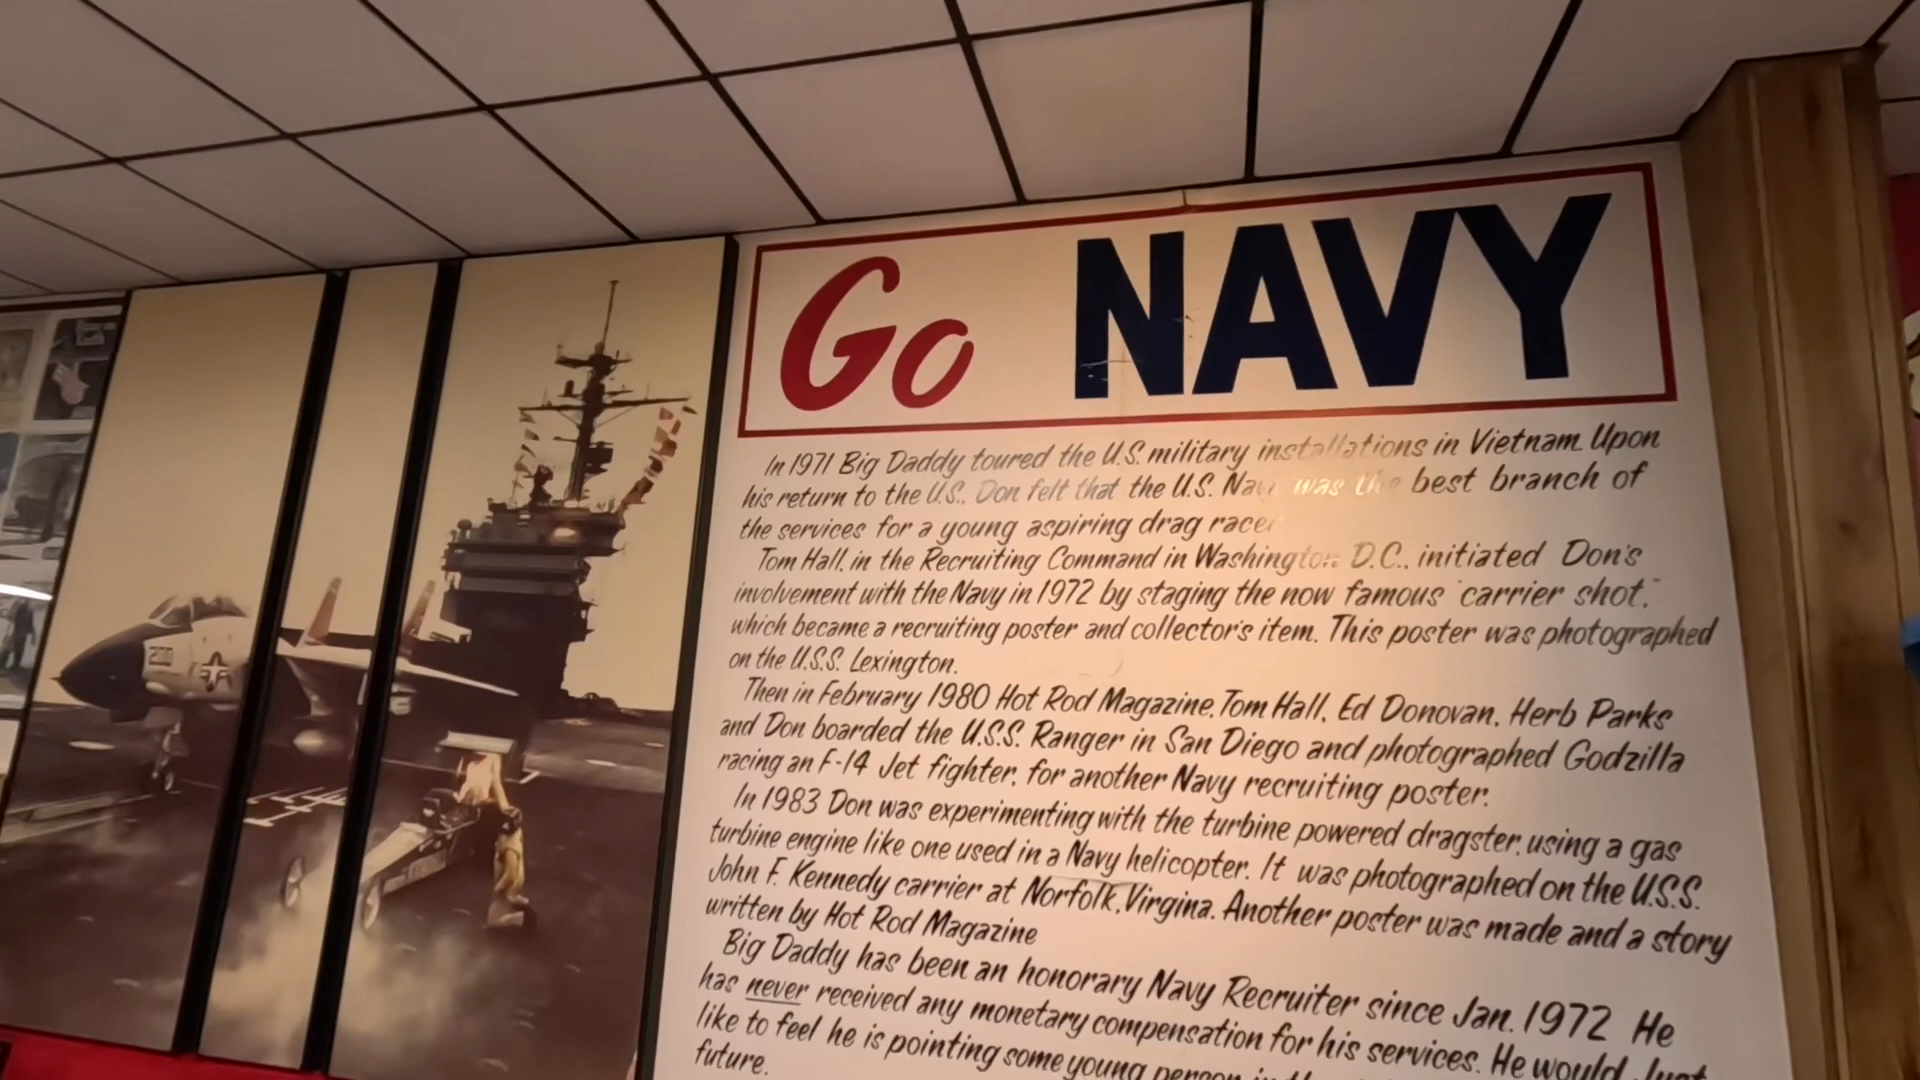 Go NAVY
In 1971 Big Daddy toured the U.S. military installations in Vietnam. Upon
his return to the U.S., Don felt that the U.S. Navy was the best branch of
the services for a young aspiring drag racer
Tom Hall, in the Recruiting Command in Washington D.C., initiated Don's
involvement with the Navy in 1972 by staging the now famous "carrier shot,"
which became a recruiting poster and collector's item. This poster was photographed
on the U.S.S. Lexington.
Then in February 1980 Hot Rod Magazine, Tom Hall, Ed Donovan, Herb Parks
and Don boarded the U.S.S. Ranger in San Diego and photographed Godzilla
racing an F-14 Jet fighter, for another Navy recruiting poster.
In 1983 Don was experimenting with the turbine powered dragster, using a gas
turbine engine like one used in a Navy helicopter. It was photographed on the U.S.S.
John F. Kennedy carrier at Norfolk, Virgina. Another poster was made and a story
written by Hot Rod Magazine
Big Daddy has been an honorary Navy Recruiter since Jan. 1972 He
has never received any monetary compensation for his services. He would Just
like to feel he is pointing some young person in
future.
200